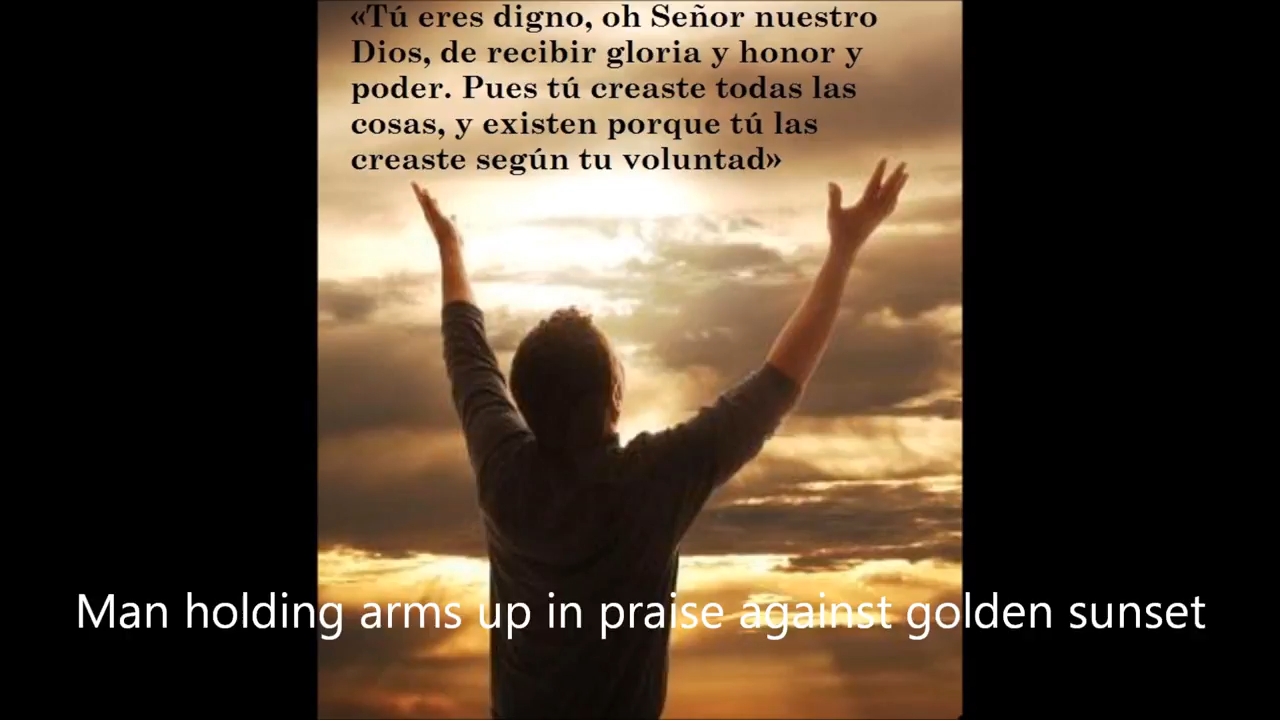 «Tú eres digno, oh Señor nuestro
Dios, de recibir gloria y honor y
poder. Pues tú creaste todas las
cosas, y existen porque tú las
creaste según tu voluntad»
Man holding arms up in praise against golden sunset